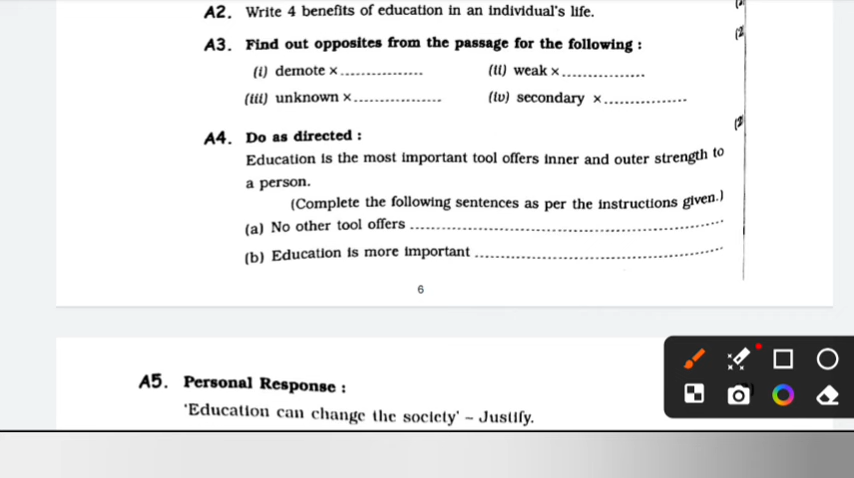 A2. Write 4 benefits of education in an individual's life.
A3. Find out opposites from the passage for the following :
(i) demote ×................ (ii) weak ×................
(iii) unknown ×................ (iv) secondary ×................
A4. Do as directed :
Education is the most important tool offers inner and outer strength to
a person.
(Complete the following sentences as per the instructions given.)
(a) No other tool offers ................
(b) Education is more important ................
6
A5. Personal Response :
'Education can change the society' – Justify.